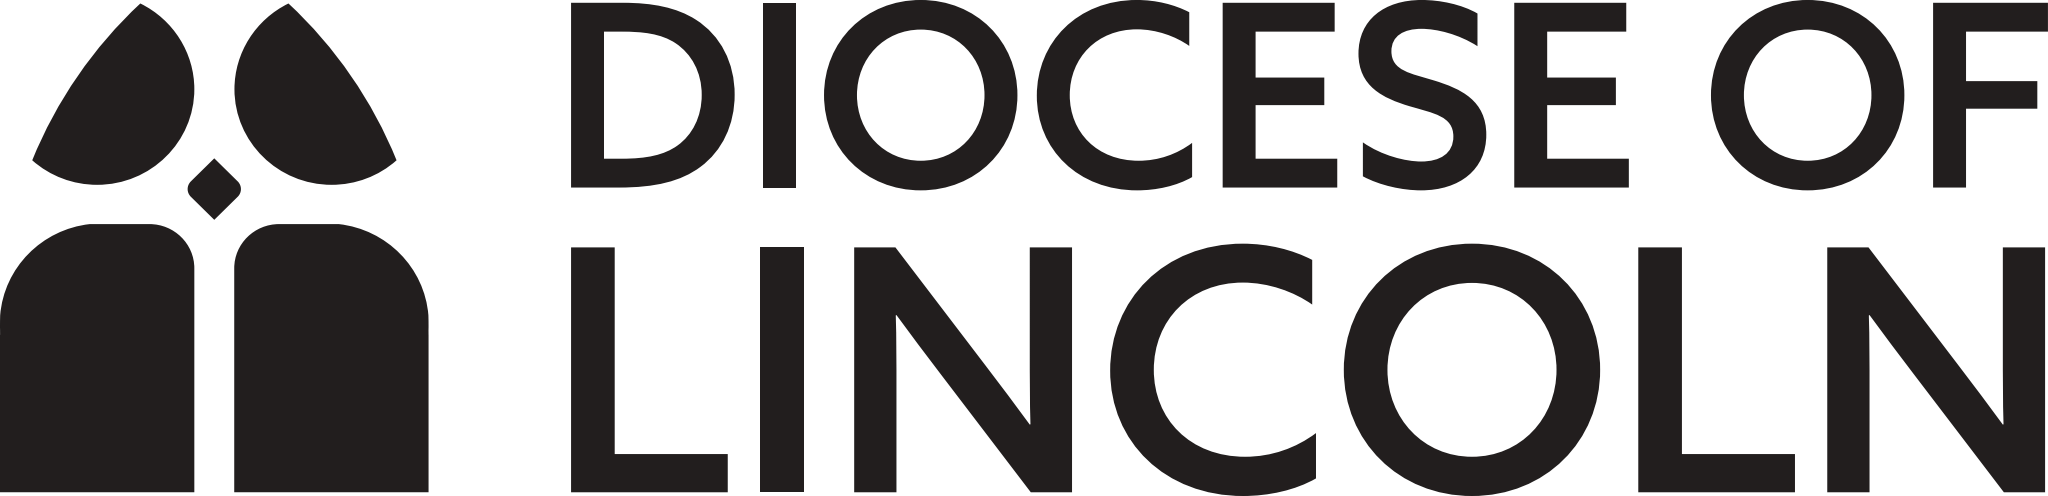 DIOCESE OF
LINCOLN